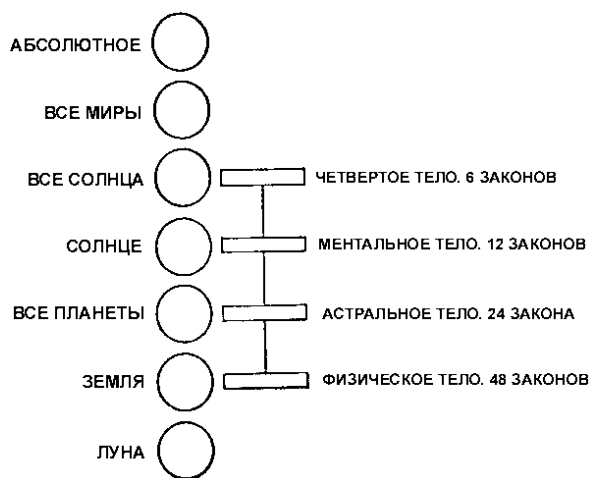 АБСОЛЮТНОЕ
ВСЕ МИРЫ
ВСЕ СОЛНЦА ЧЕТВЕРТОЕ ТЕЛО. 6 ЗАКОНОВ
СОЛНЦЕ МЕНТАЛЬНОЕ ТЕЛО. 12 ЗАКОНОВ
ВСЕ ПЛАНЕТЫ АСТРАЛЬНОЕ ТЕЛО. 24 ЗАКОНА
ЗЕМЛЯ ФИЗИЧЕСКОЕ ТЕЛО. 48 ЗАКОНОВ
ЛУНА